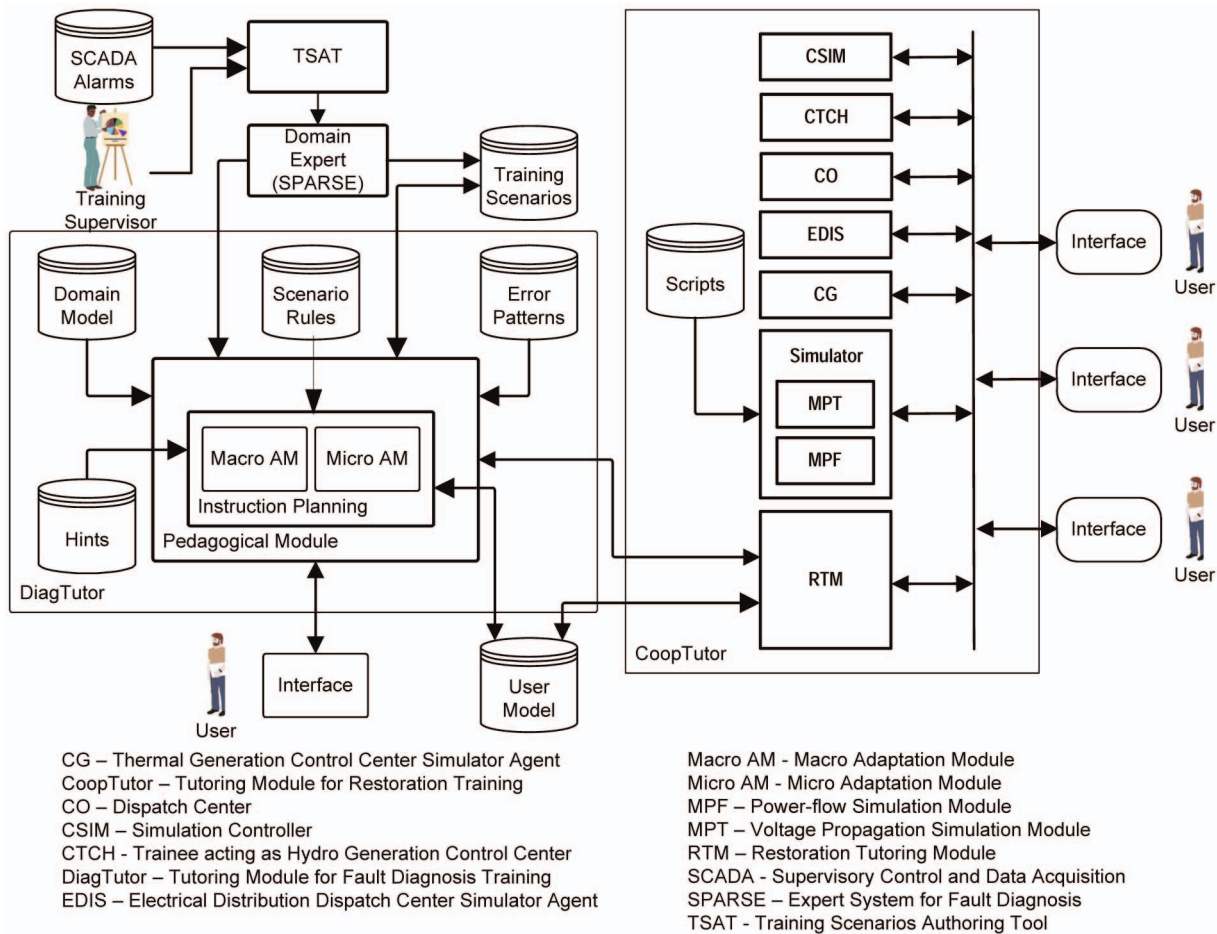 SCADA
Alarms
TSAT
Domain
Expert
(SPARSE)
Training
Scenarios
Training
Supervisor
Domain
Model
Scenario
Rules
Error
Patterns
Macro AM
Micro AM
Instruction Planning
Pedagogical Module
Hints
DiagTutor
User
Interface
User
Model
CSIM
CTCH
CO
EDIS
CG
Scripts
Simulator
MPT
MPF
RTM
CoopTutor
Interface
User
Interface
User
Interface
User
CG – Thermal Generation Control Center Simulator Agent
CoopTutor – Tutoring Module for Restoration Training
CO – Dispatch Center
CSIM – Simulation Controller
CTCH - Trainee acting as Hydro Generation Control Center
DiagTutor – Tutoring Module for Fault Diagnosis Training
EDIS – Electrical Distribution Dispatch Center Simulator Agent
Macro AM - Macro Adaptation Module
Micro AM - Micro Adaptation Module
MPF – Power-flow Simulation Module
MPT – Voltage Propagation Simulation Module
RTM – Restoration Tutoring Module
SCADA - Supervisory Control and Data Acquisition
SPARSE – Expert System for Fault Diagnosis
TSAT - Training Scenarios Authoring Tool